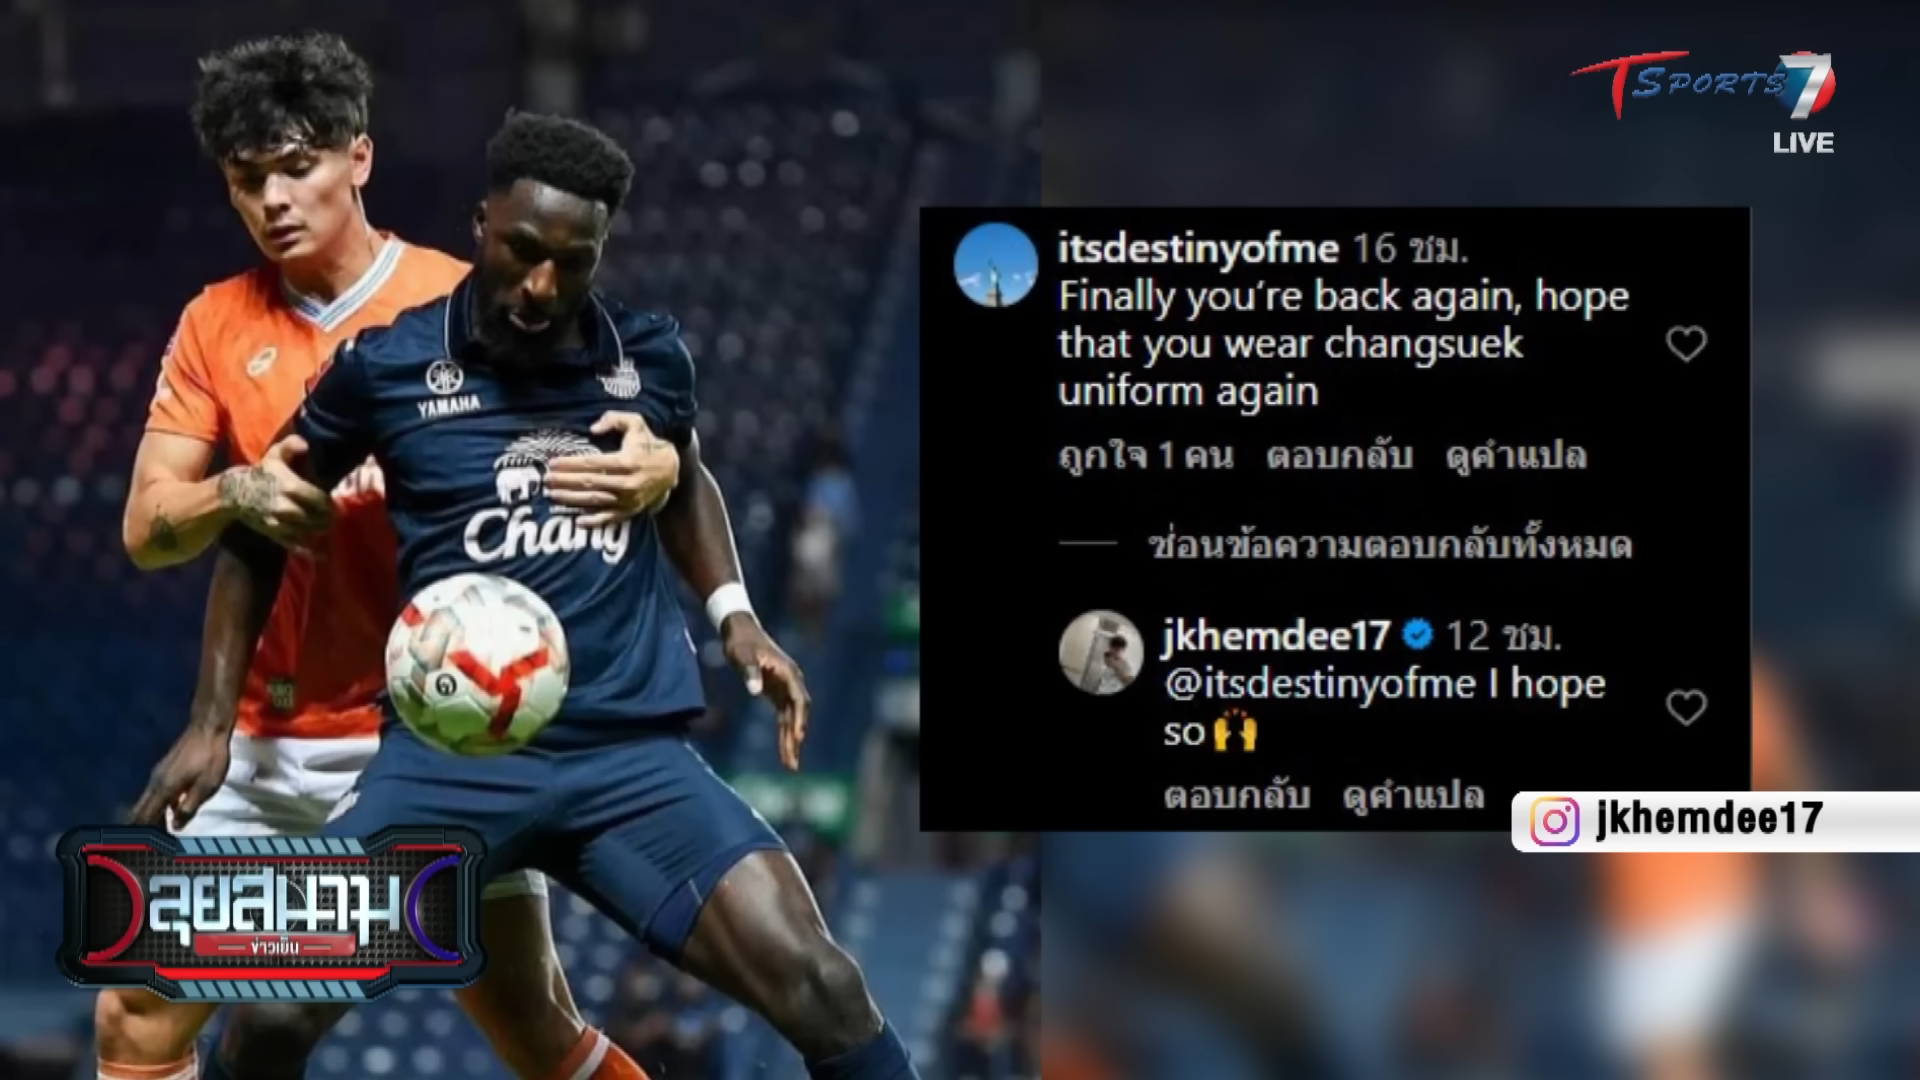 TSPORTS 7
LIVE
itsdestinyofme 16 ชม.
Finally you're back again, hope
that you wear changsuek
uniform again
ถูกใจ 1 คน ตอบกลับ ดูคำแปล
ซ่อนข้อความตอบกลับทั้งหมด
jkhemdee17 12 ชม.
@itsdestinyofme I hope
so 🙌
ตอบกลับ ดูคำแปล
jkhemdee17
YAMAHA
Chang
ลุยสนาม
ข่าวเย็น